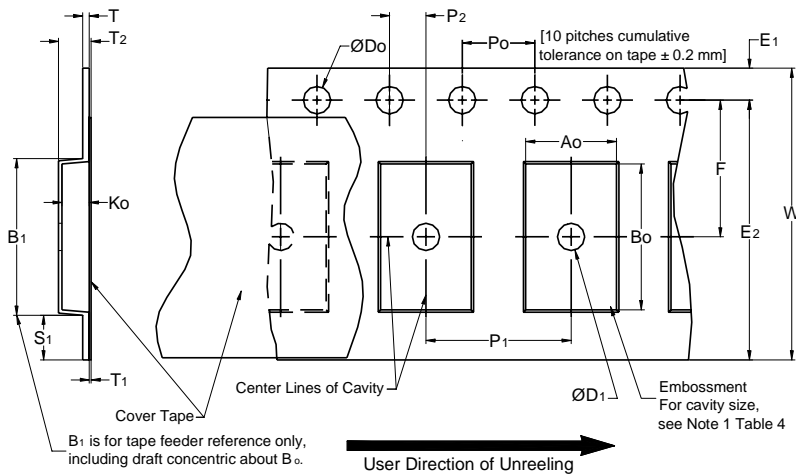 T
T2
P2
ØDo
Po
[10 pitches cumulative
tolerance on tape ± 0.2 mm]
E1
Ao
F
W
Ko
B1
Bo
E2
S1
P1
T1
Center Lines of Cavity
ØD1
Embossment
For cavity size,
see Note 1 Table 4
Cover Tape
B1 is for tape feeder reference only,
including draft concentric about Bo.
User Direction of Unreeling